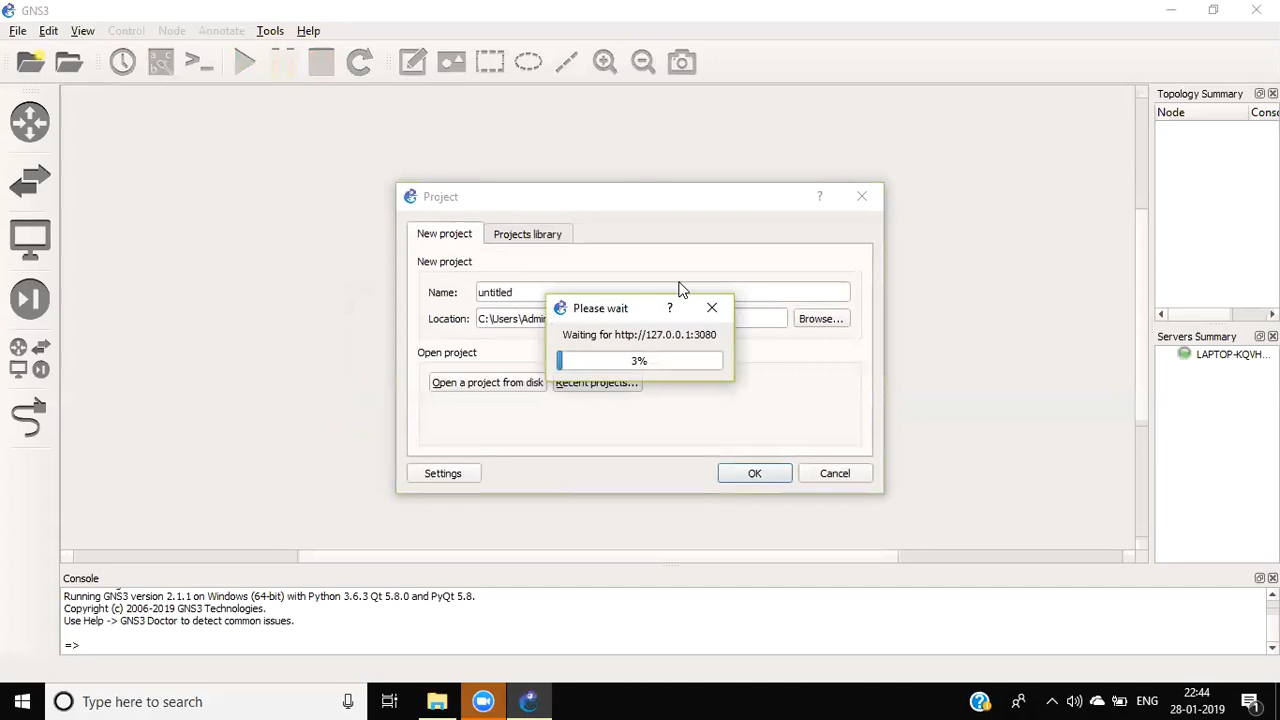 GNS3
File Edit View Control Node Annotate Tools Help
Topology Summary
Node Conso
Project
New project Projects library
New project
Name: untitled
Location: C:\Users\Admin Browse...
Please wait
Waiting for http://127.0.0.1:3080
3%
Open project
Open a project from disk Recent projects...
Settings OK Cancel
Servers Summary
LAPTOP-KQVH...
Console
Running GNS3 version 2.1.1 on Windows (64-bit) with Python 3.6.3 Qt 5.8.0 and PyQt 5.8.
Copyright (c) 2006-2019 GNS3 Technologies.
Use Help -> GNS3 Doctor to detect common issues.
=>
Type here to search
ENG
22:44
28-01-2019
1